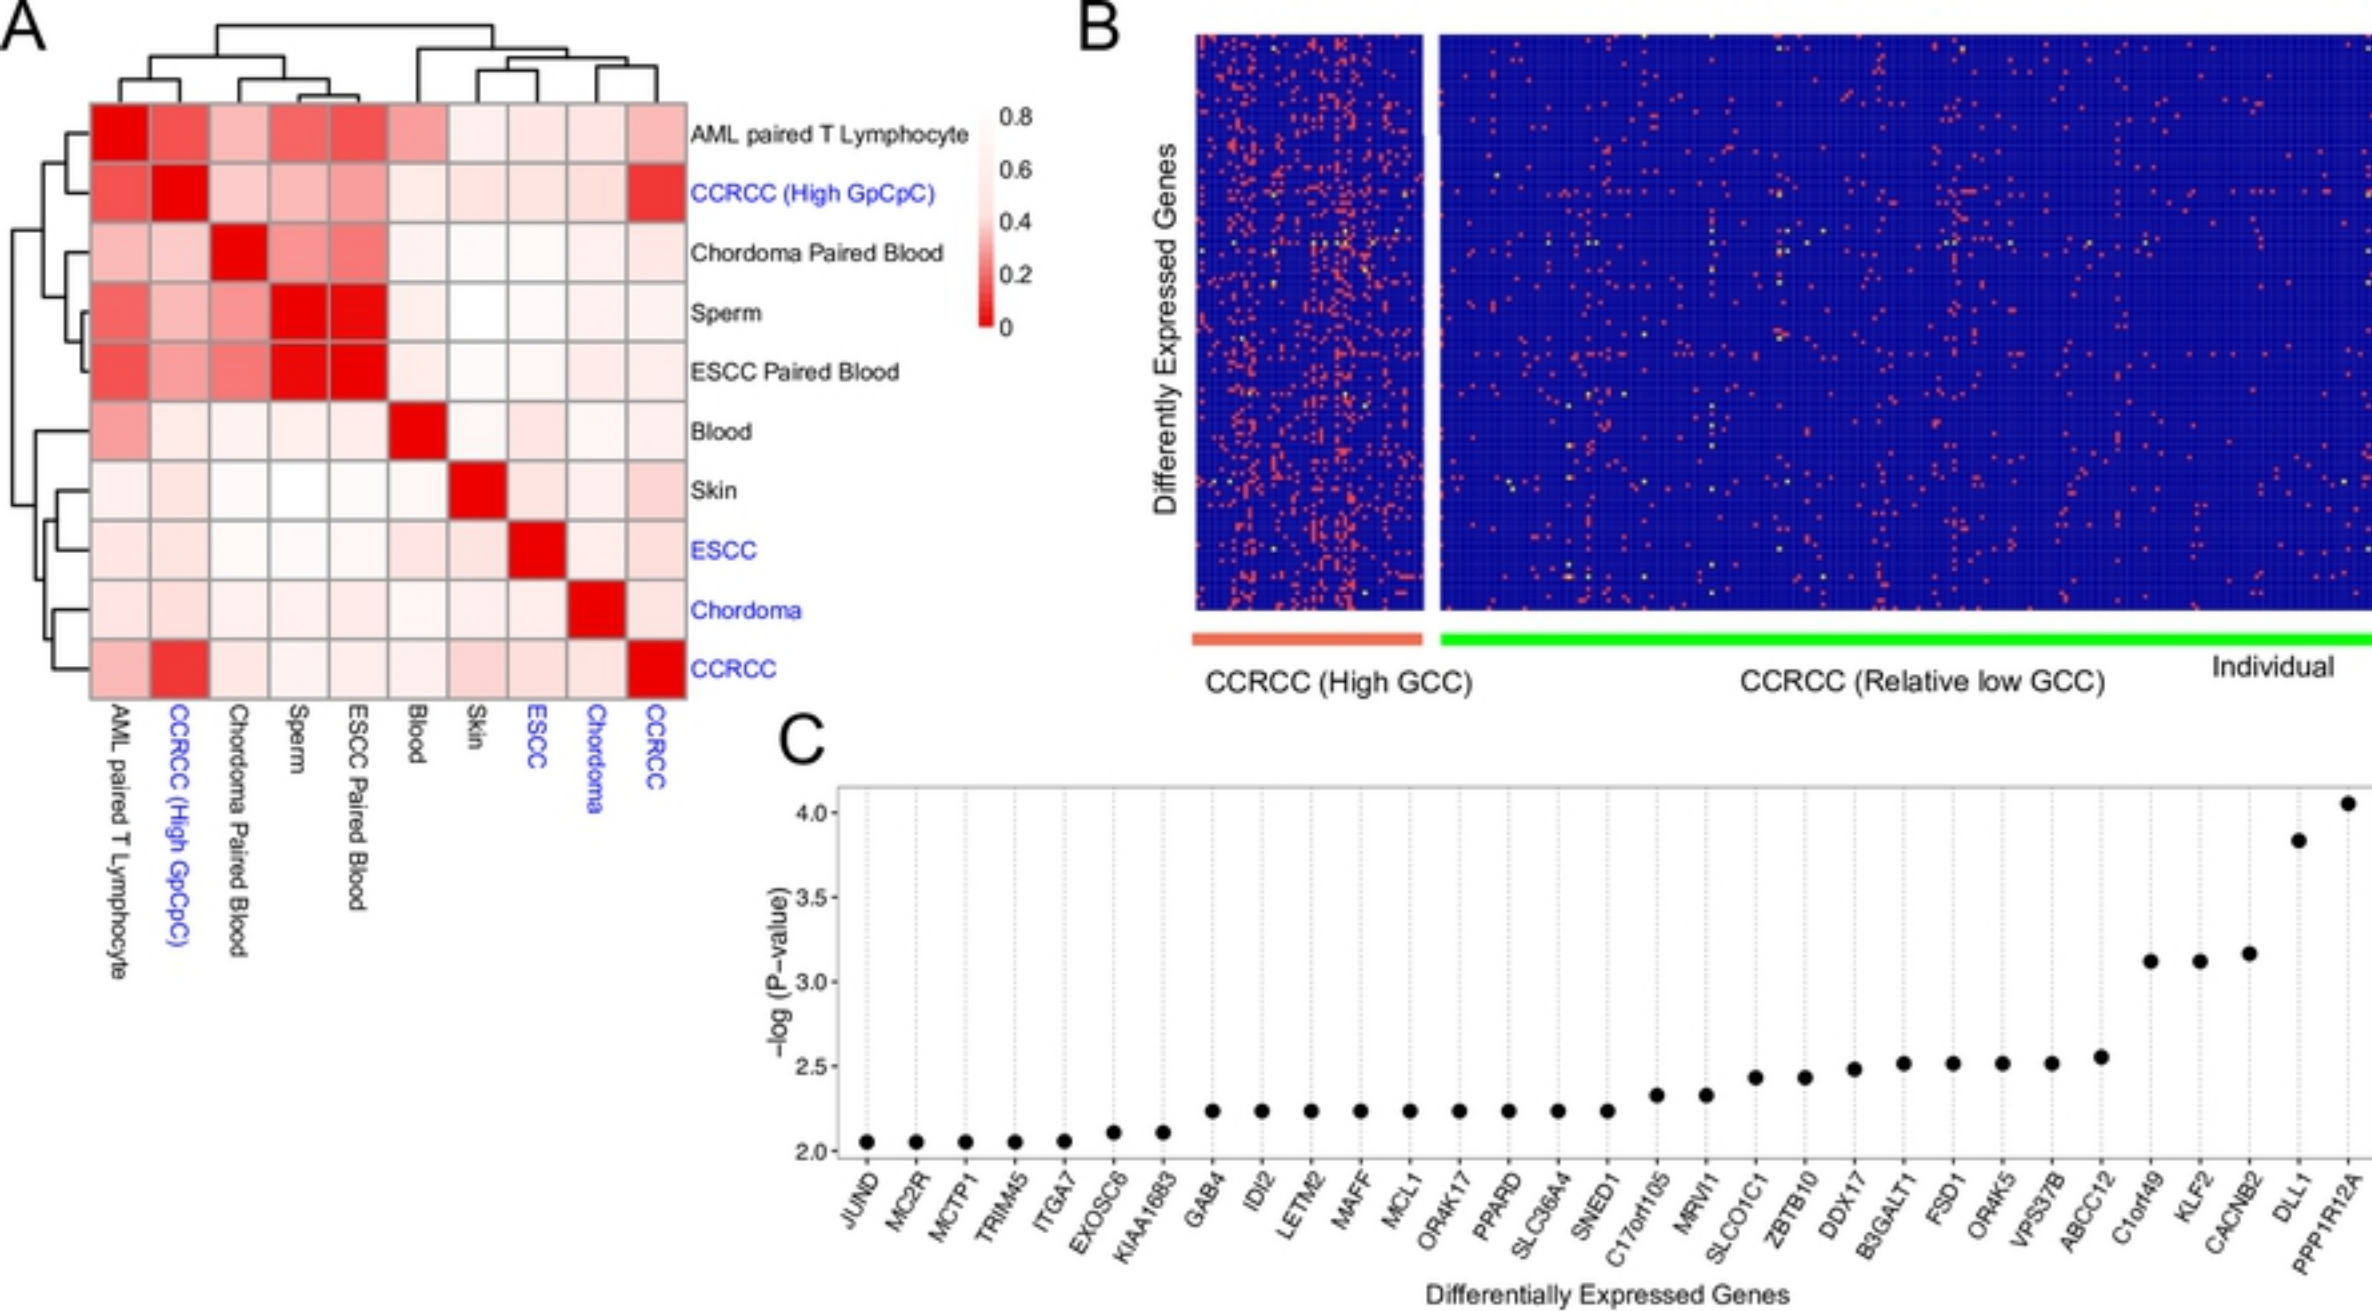 A
AML paired T Lymphocyte
CCRCC (High GpCpC)
Chordoma Paired Blood
Sperm
ESCC Paired Blood
Blood
Skin
ESCC
Chordoma
CCRCC
0.8
0.6
0.4
0.2
0
AML paired T Lymphocyte
CCRCC (High GpCpC)
Chordoma Paired Blood
Sperm
ESCC Paired Blood
Blood
Skin
ESCC
Chordoma
CCRCC
B
Differently Expressed Genes
CCRCC (High GCC)
CCRCC (Relative low GCC)
Individual
C
−log (P−value)
4.0
3.5
3.0
2.5
2.0
JUND
MC2R
MCTP1
TRIM45
ITGA7
EXOSC6
KIAA1683
GAB4
IDI2
LETM2
MAFF
MCL1
OR4K17
PPARD
SLC36A4
SNED1
C17orf105
MRVI1
SLCO1C1
ZBTB10
DDX17
B3GALT1
FSD1
OR4K5
VPS37B
ABCC12
C1orf49
KLF2
CACNB2
DLL1
PPP1R12A
Differentially Expressed Genes